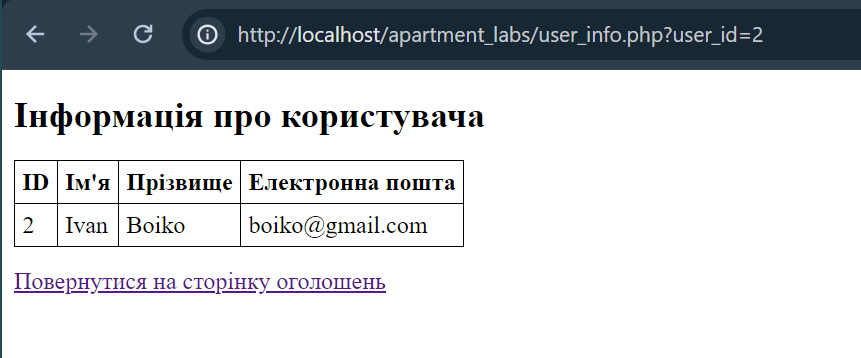 http://localhost/apartment_labs/user_info.php?user_id=2
Інформація про користувача
ID Ім'я Прізвище Електронна пошта
2 Ivan Boiko boiko@gmail.com
Повернутися на сторінку оголошень